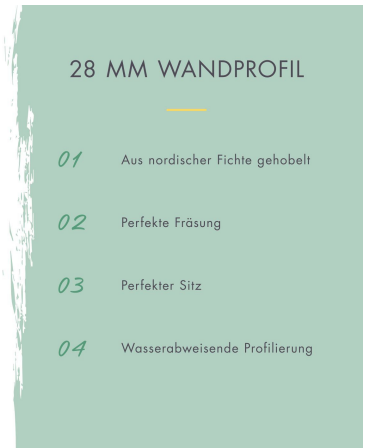 28 MM WANDPROFIL
01 Aus nordischer Fichte gehobelt
02 Perfekte Fräsung
03 Perfekter Sitz
04 Wasserabweisende Profilierung